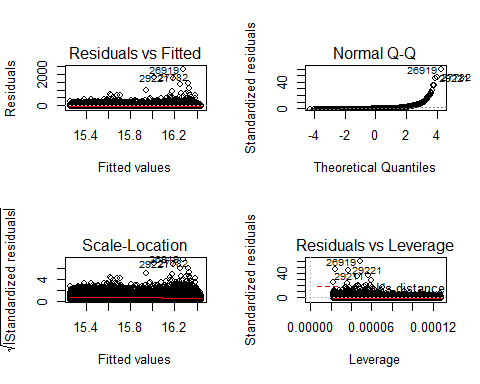 Residuals vs Fitted
Residuals
0 2000
26919
15.4 15.8 16.2
Fitted values
Normal Q-Q
Standardized residuals
0 40
26919
-4 -2 0 2 4
Theoretical Quantiles
Scale-Location
√|Standardized residuals|
0 4
15.4 15.8 16.2
Fitted values
Residuals vs Leverage
Standardized residuals
0 40
26919
29221
distance
0.00000 0.00006 0.00012
Leverage